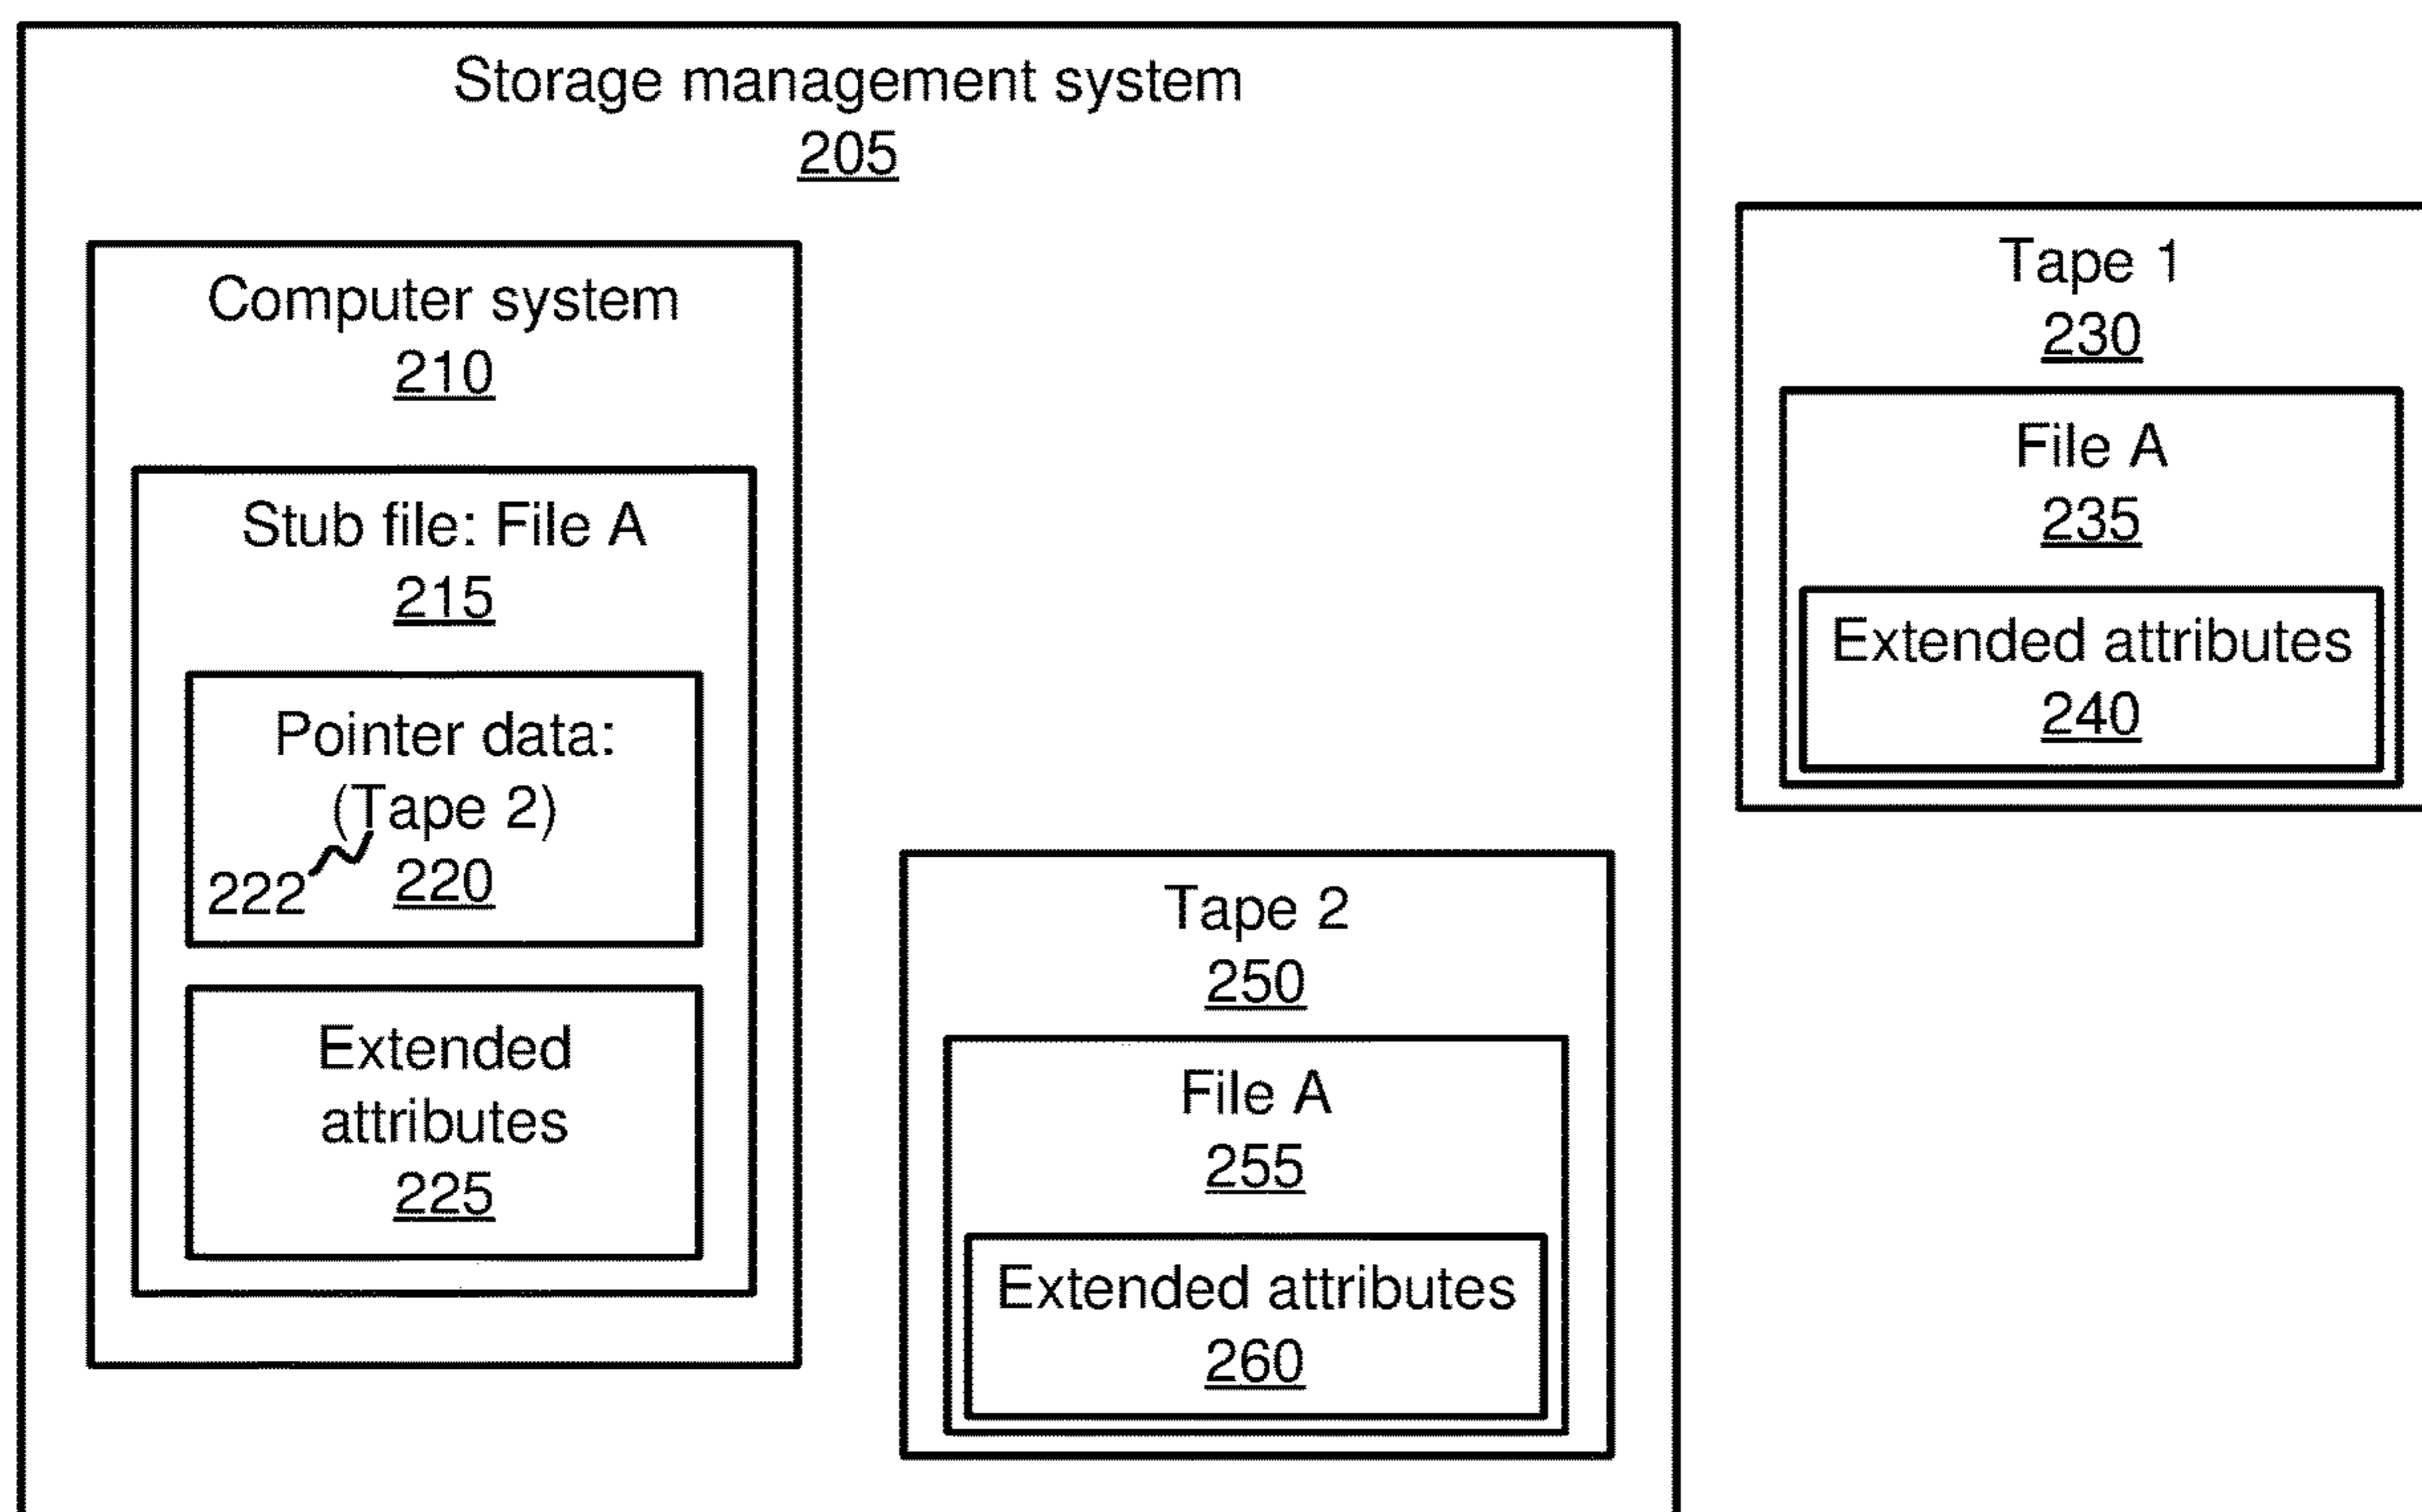 Storage management system
205
Computer system
210
Stub file: File A
215
Pointer data:
(Tape 2)
222 220
Extended
attributes
225
Tape 2
250
File A
255
Extended attributes
260
Tape 1
230
File A
235
Extended attributes
240